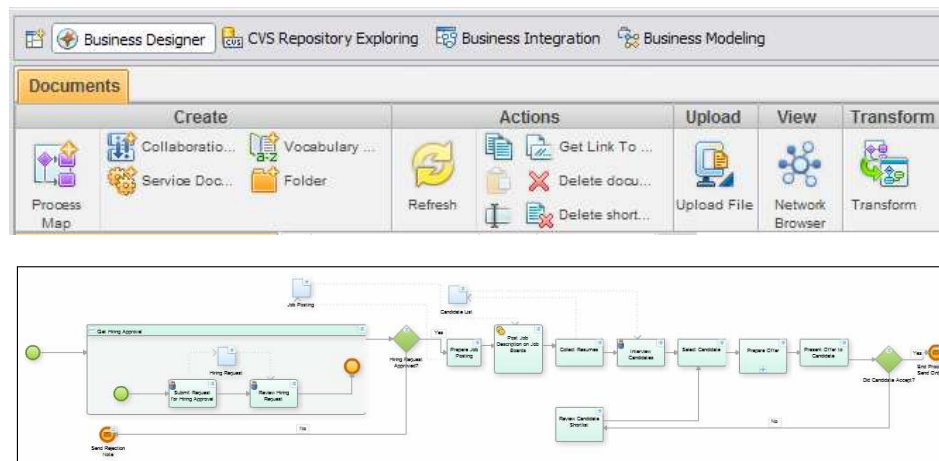 Business Designer CVS Repository Exploring Business Integration Business Modeling
Documents
Create Actions Upload View Transform
Collaboratio... Vocabulary ... Get Link To ...
Service Doc... Folder Delete docu...
Process Map Refresh Delete short... Upload File Network Browser Transform
Job Posting
Candidate List
Get Hiring Approval
Hiring Request
Submit Request for Hiring Approval
Review Hiring Request
Hiring Request Approved?
Yes
No
Send Rejection Note
Prepare Job Posting
Post Job Description on Job Boards
Collect Resumes
Interview Candidates
Select Candidate
Prepare Offer
Present Offer to Candidate
Did Candidate Accept?
Yes
No
Review Candidate Shortlist